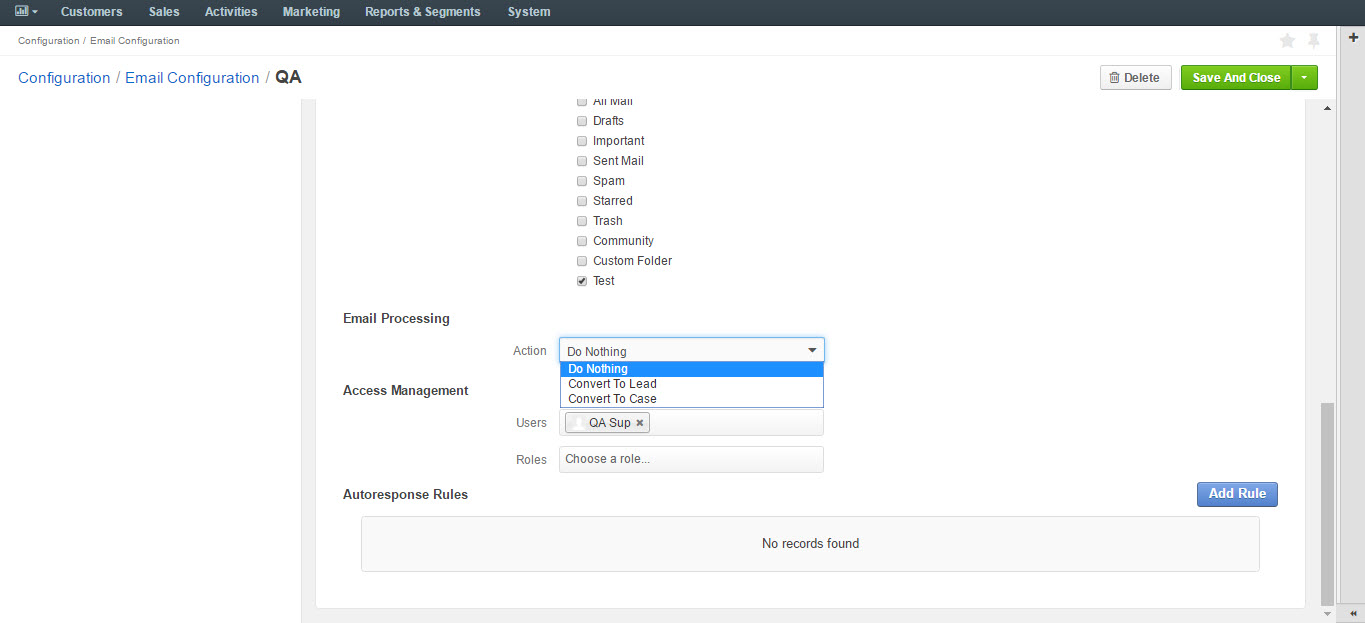 Customers Sales Activities Marketing Reports & Segments System
Configuration / Email Configuration
Configuration / Email Configuration / QA
Delete
Save And Close
All Mail
Drafts
Important
Sent Mail
Spam
Starred
Trash
Community
Custom Folder
Test
Email Processing
Action Do Nothing
Do Nothing
Convert To Lead
Convert To Case
Access Management
Users QA Sup ×
Roles Choose a role...
Autoresponse Rules
Add Rule
No records found